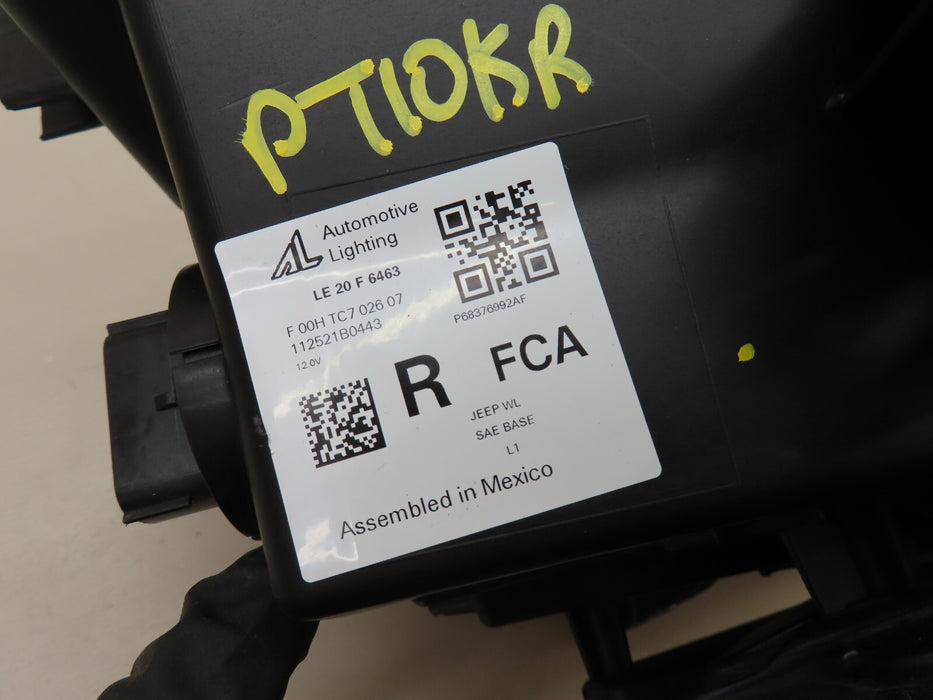 PT10KR
Automotive
Lighting
LE 20 F 6463
F 00H TC7 026 07
112521B0443
12.0V
P68376992AF
R FCA
JEEP WL
SAE BASE
L1
Assembled in Mexico